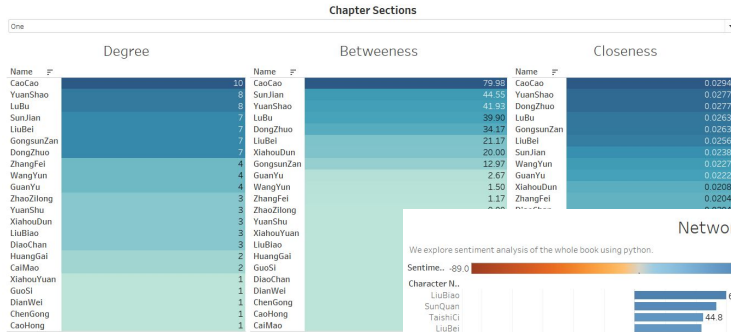 Chapter Sections
One
Degree
Name
CaoCao 10
YuanShao 8
LuBu 8
SunJian 7
LiuBei 7
GongsunZan 7
DongZhuo 7
ZhangFei 4
WangYun 4
GuanYu 4
ZhaoZilong 3
YuanShu 3
XiahouDun 3
LiuBiao 3
DiaoChan 3
HuangGai 2
CaiMao 2
XiahouYuan 1
GuoSi 1
DianWei 1
ChenGong 1
CaoHong 1
Betweeness
Name
CaoCao 79.98
SunJian 44.55
YuanShao 41.93
LuBu 39.90
DongZhuo 34.17
LiuBei 21.17
XiahouDun 20.00
GongsunZan 12.97
GuanYu 2.67
WangYun 1.50
ZhangFei 1.17
ZhaoZilong
YuanShu
XiahouYuan
LiuBiao
HuangGai
GuoSi
DiaoChan
DianWei
ChenGong
CaoHong
CaiMao
Closeness
Name
CaoCao 0.0294
YuanShao 0.0277
DongZhuo 0.0277
LuBu 0.0263
GongsunZan 0.0263
LiuBei 0.0256
SunJian 0.0238
WangYun 0.0227
GuanYu 0.0222
XiahouDun 0.0208
ZhangFei 0.0204
Networ
We explore sentiment analysis of the whole book using python.
Sentime.. -89.0
Character N..
LiuBiao 6
SunQuan
TaishiCi 44.8
LiuBei